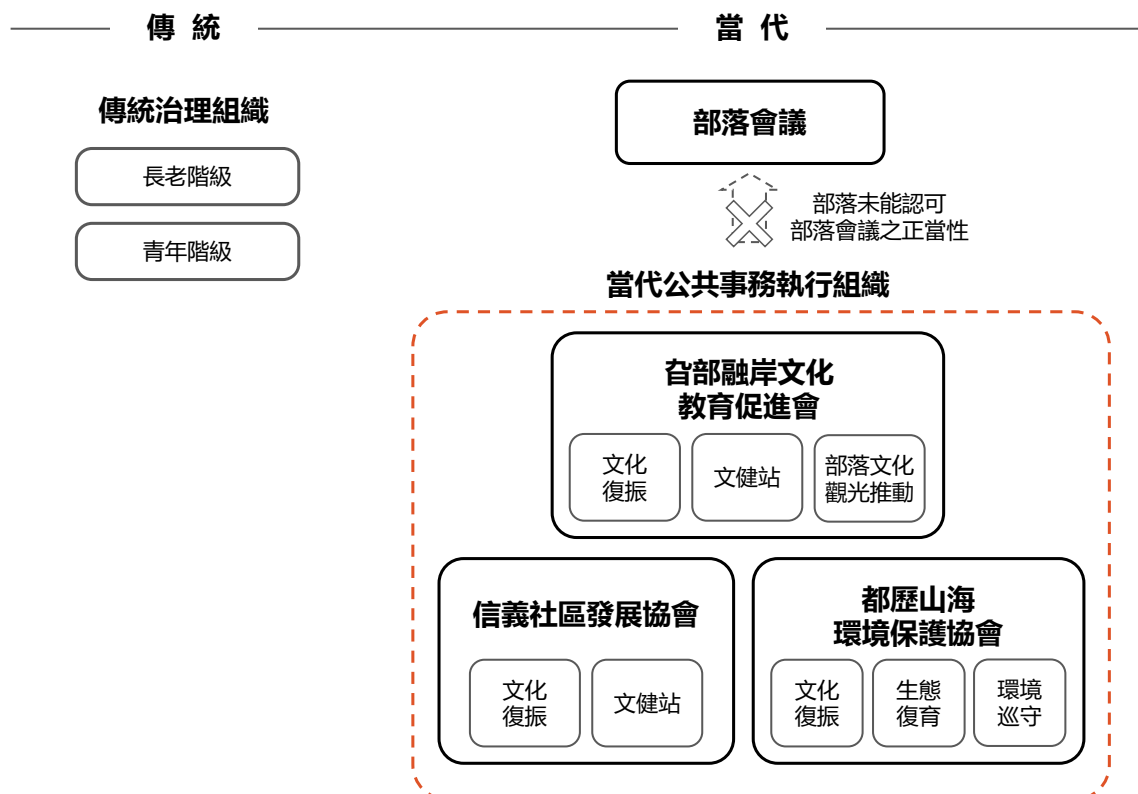 傳統
當代
傳統治理組織
長老階級
青年階級
部落會議
部落未能認可
部落會議之正當性
當代公共事務執行組織
旮部融岸文化
教育促進會
文化
復振
文健站
部落文化
觀光推動
信義社區發展協會
文化
復振
文健站
都歷山海
環境保護協會
文化
復振
生態
復育
環境
巡守